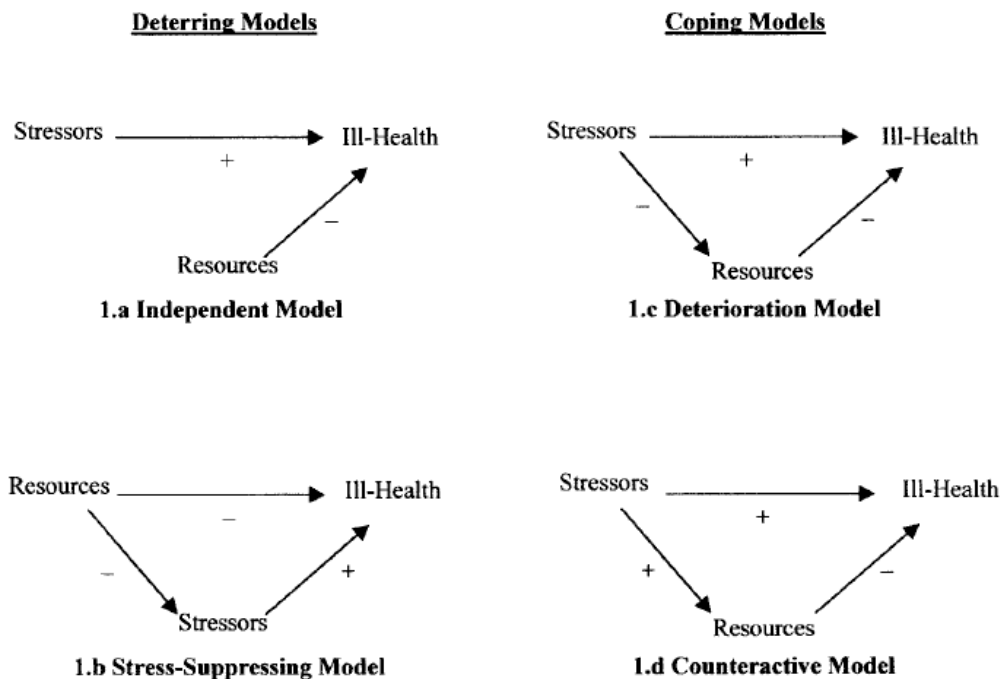 Deterring Models
Coping Models
Stressors
+
Ill-Health
–
Resources
1.a Independent Model
Stressors
+
Ill-Health
–
–
Resources
1.c Deterioration Model
Resources
–
Ill-Health
–
+
Stressors
1.b Stress-Suppressing Model
Stressors
+
Ill-Health
+
–
Resources
1.d Counteractive Model